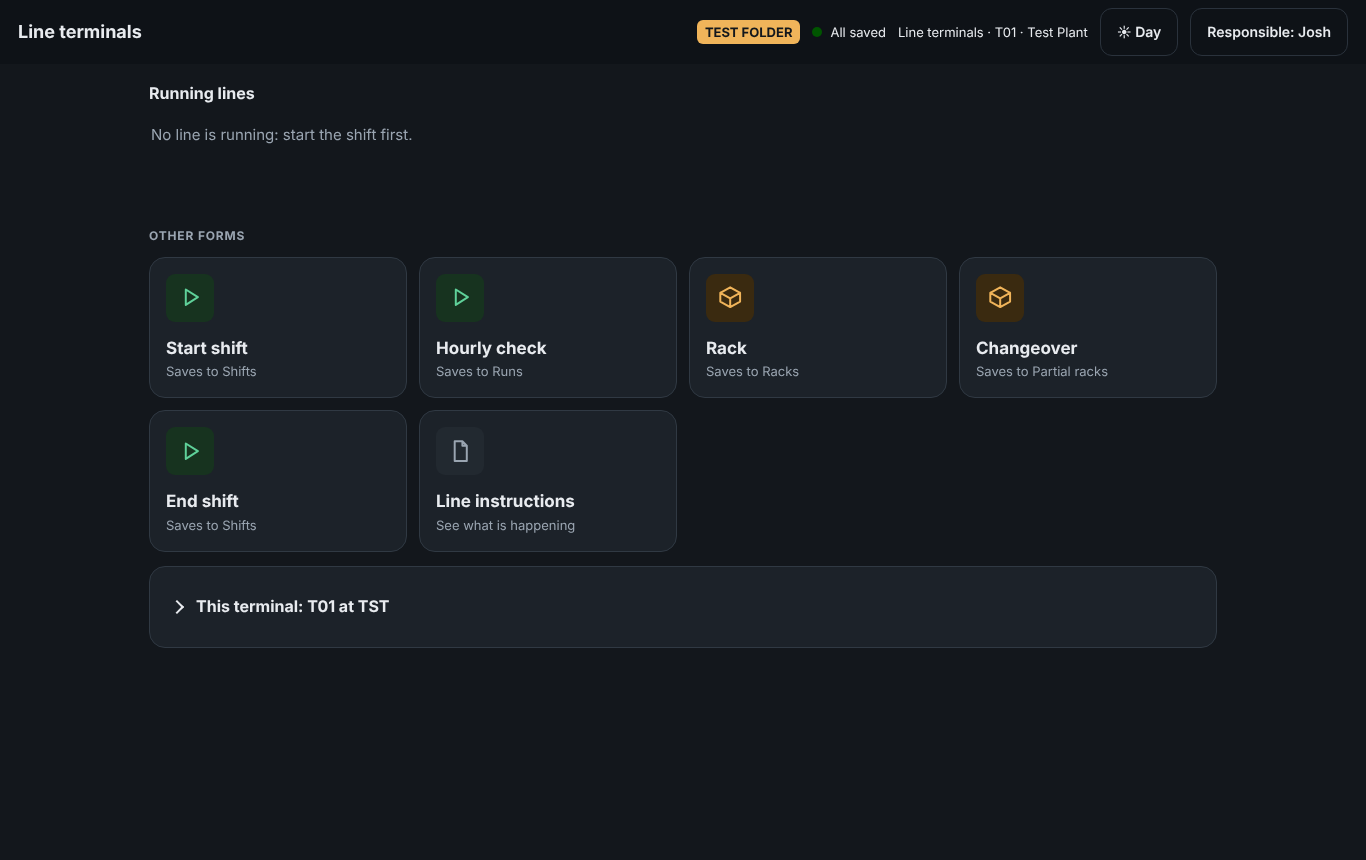 Line terminals
TEST FOLDER
All saved
Line terminals · T01 · Test Plant
☀ Day
Responsible: Josh
Running lines
No line is running: start the shift first.
OTHER FORMS
Start shift
Saves to Shifts
Hourly check
Saves to Runs
Rack
Saves to Racks
Changeover
Saves to Partial racks
End shift
Saves to Shifts
Line instructions
See what is happening
This terminal: T01 at TST